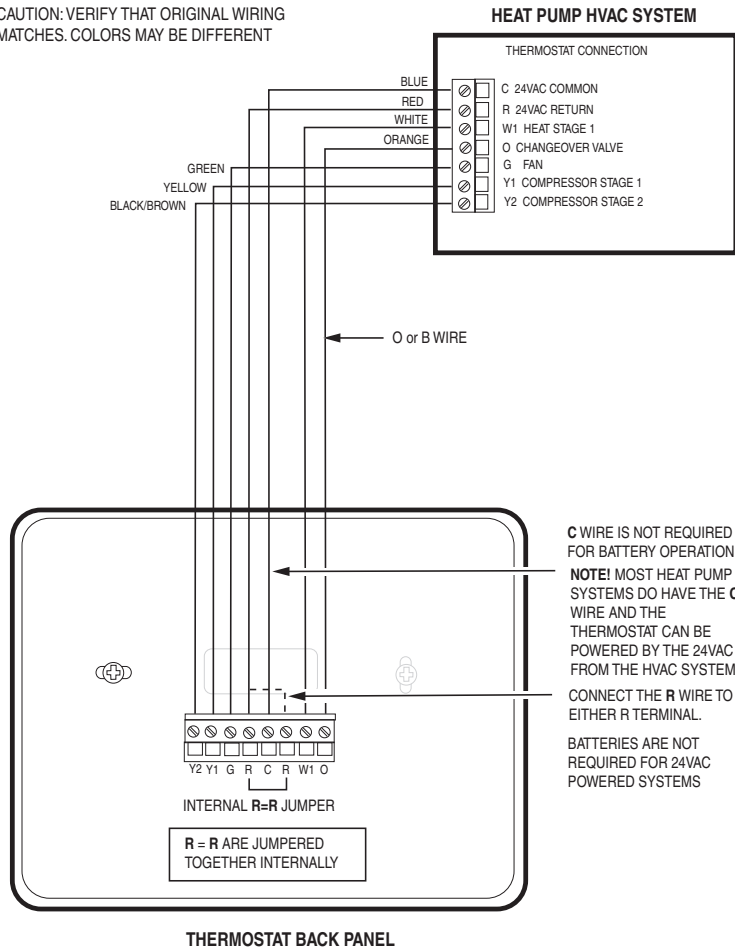 CAUTION: VERIFY THAT ORIGINAL WIRING
MATCHES. COLORS MAY BE DIFFERENT
HEAT PUMP HVAC SYSTEM
THERMOSTAT CONNECTION
BLUE
RED
WHITE
ORANGE
GREEN
YELLOW
BLACK/BROWN
C 24VAC COMMON
R 24VAC RETURN
W1 HEAT STAGE 1
O CHANGEOVER VALVE
G FAN
Y1 COMPRESSOR STAGE 1
Y2 COMPRESSOR STAGE 2
O or B WIRE
C WIRE IS NOT REQUIRED
FOR BATTERY OPERATION
NOTE! MOST HEAT PUMP
SYSTEMS DO HAVE THE C
WIRE AND THE
THERMOSTAT CAN BE
POWERED BY THE 24VAC
FROM THE HVAC SYSTEM
CONNECT THE R WIRE TO
EITHER R TERMINAL.
BATTERIES ARE NOT
REQUIRED FOR 24VAC
POWERED SYSTEMS
Y2 Y1 G R C R W1 O
INTERNAL R=R JUMPER
R = R ARE JUMPERED
TOGETHER INTERNALLY
THERMOSTAT BACK PANEL